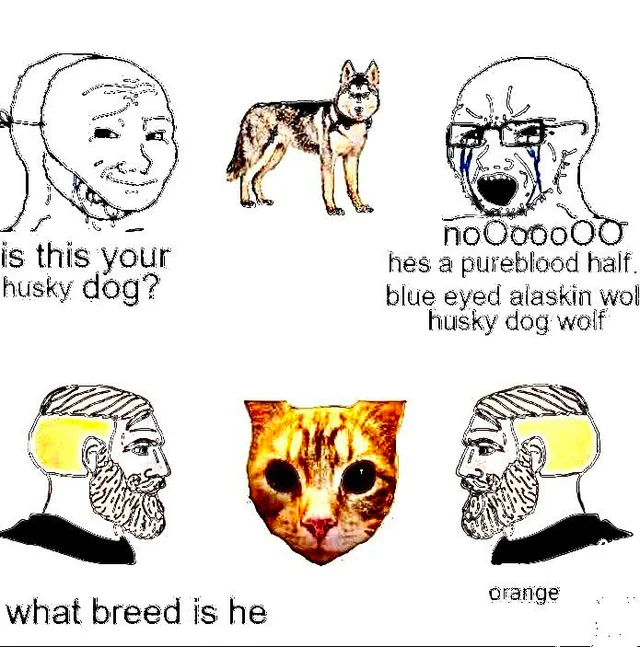 is this your
husky dog?
noOoooOO
hes a pureblood half.
blue eyed alaskin wol
husky dog wolf
what breed is he
orange